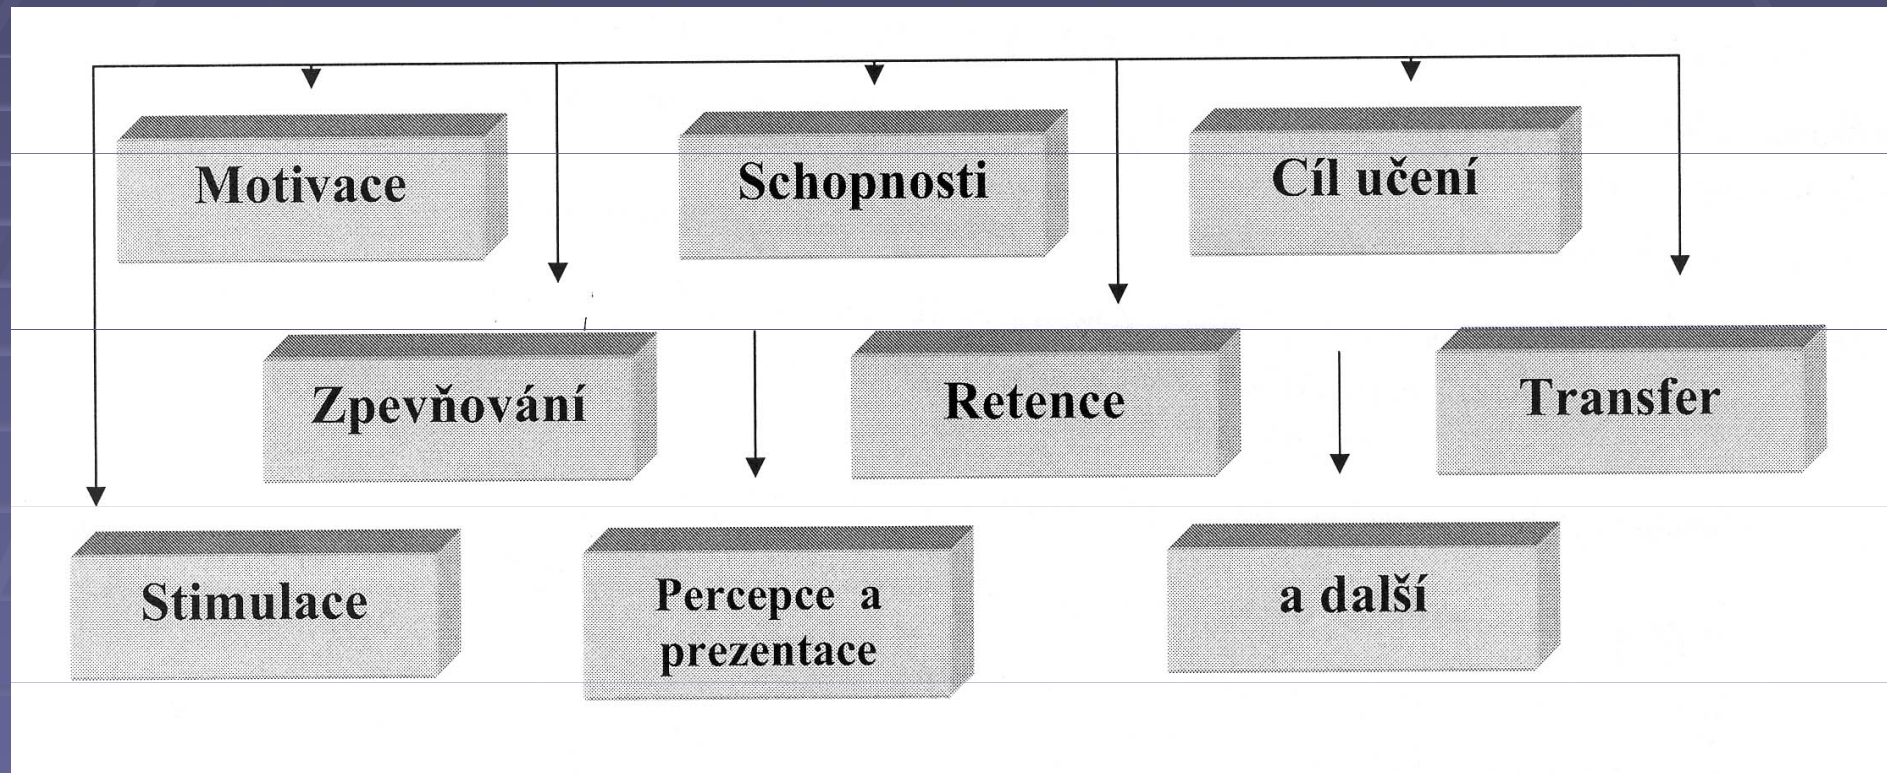 Motivace
Schopnosti
Cíl učení
Zpevňování
Retence
Transfer
Stimulace
Percepce a
prezentace
a další